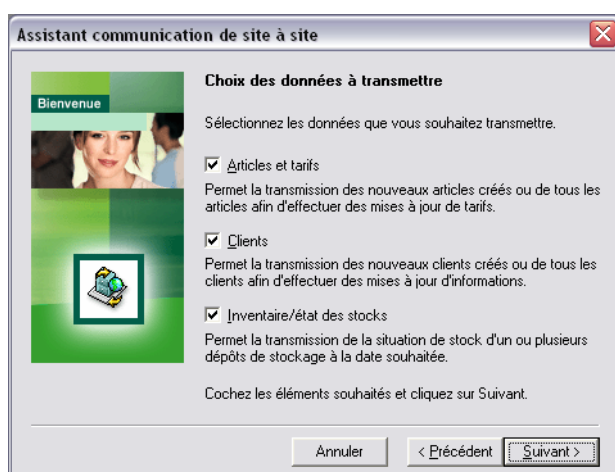 Assistant communication de site à site
Bienvenue
Choix des données à transmettre
Sélectionnez les données que vous souhaitez transmettre.
Articles et tarifs
Permet la transmission des nouveaux articles créés ou de tous les
articles afin d'effectuer des mises à jour de tarifs.
Clients
Permet la transmission des nouveaux clients créés ou de tous les
clients afin d'effectuer des mises à jour d'informations.
Inventaire/état des stocks
Permet la transmission de la situation de stock d'un ou plusieurs
dépôts de stockage à la date souhaitée.
Cochez les éléments souhaités et cliquez sur Suivant.
Annuler < Précédent Suivant >